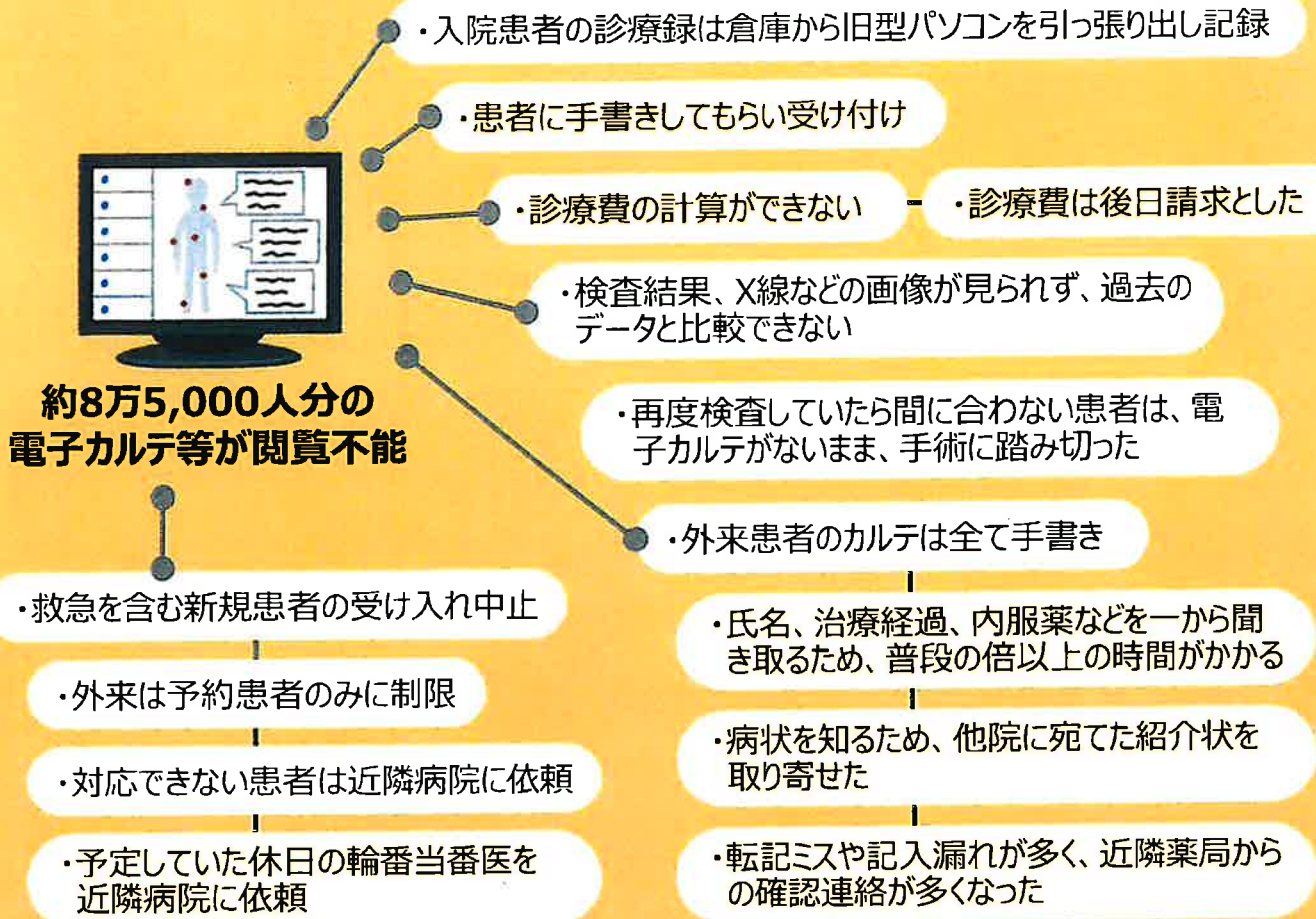 ・入院患者の診療録は倉庫から旧型パソコンを引っ張り出し記録
・患者に手書きしてもらい受け付け
・診療費の計算ができない
・診療費は後日請求とした
・検査結果、X線などの画像が見られず、過去の
データと比較できない
約8万5,000人分の
電子カルテ等が閲覧不能
・再度検査していたら間に合わない患者は、電
子カルテがないまま、手術に踏み切った
・外来患者のカルテは全て手書き
・氏名、治療経過、内服薬などを一から聞
き取るため、普段の倍以上の時間がかかる
・病状を知るため、他院に宛てた紹介状を
取り寄せた
・転記ミスや記入漏れが多く、近隣薬局から
の確認連絡が多くなった
・救急を含む新規患者の受け入れ中止
・外来は予約患者のみに制限
・対応できない患者は近隣病院に依頼
・予定していた休日の輪番当番医を
近隣病院に依頼